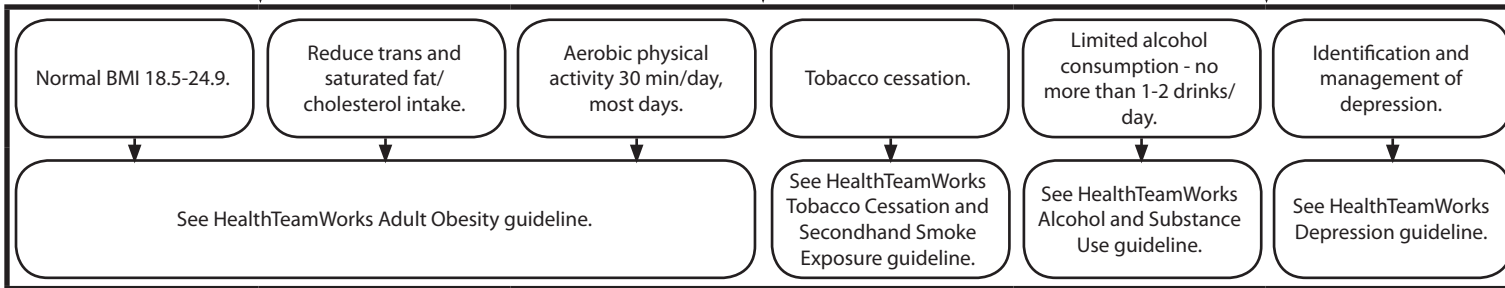 Normal BMI 18.5-24.9.
Reduce trans and
saturated fat/
cholesterol intake.
Aerobic physical
activity 30 min/day,
most days.
Tobacco cessation.
Limited alcohol
consumption - no
more than 1-2 drinks/
day.
Identification and
management of
depression.
See HealthTeamWorks Adult Obesity guideline.
See HealthTeamWorks
Tobacco Cessation and
Secondhand Smoke
Exposure guideline.
See HealthTeamWorks
Alcohol and Substance
Use guideline.
See HealthTeamWorks
Depression guideline.